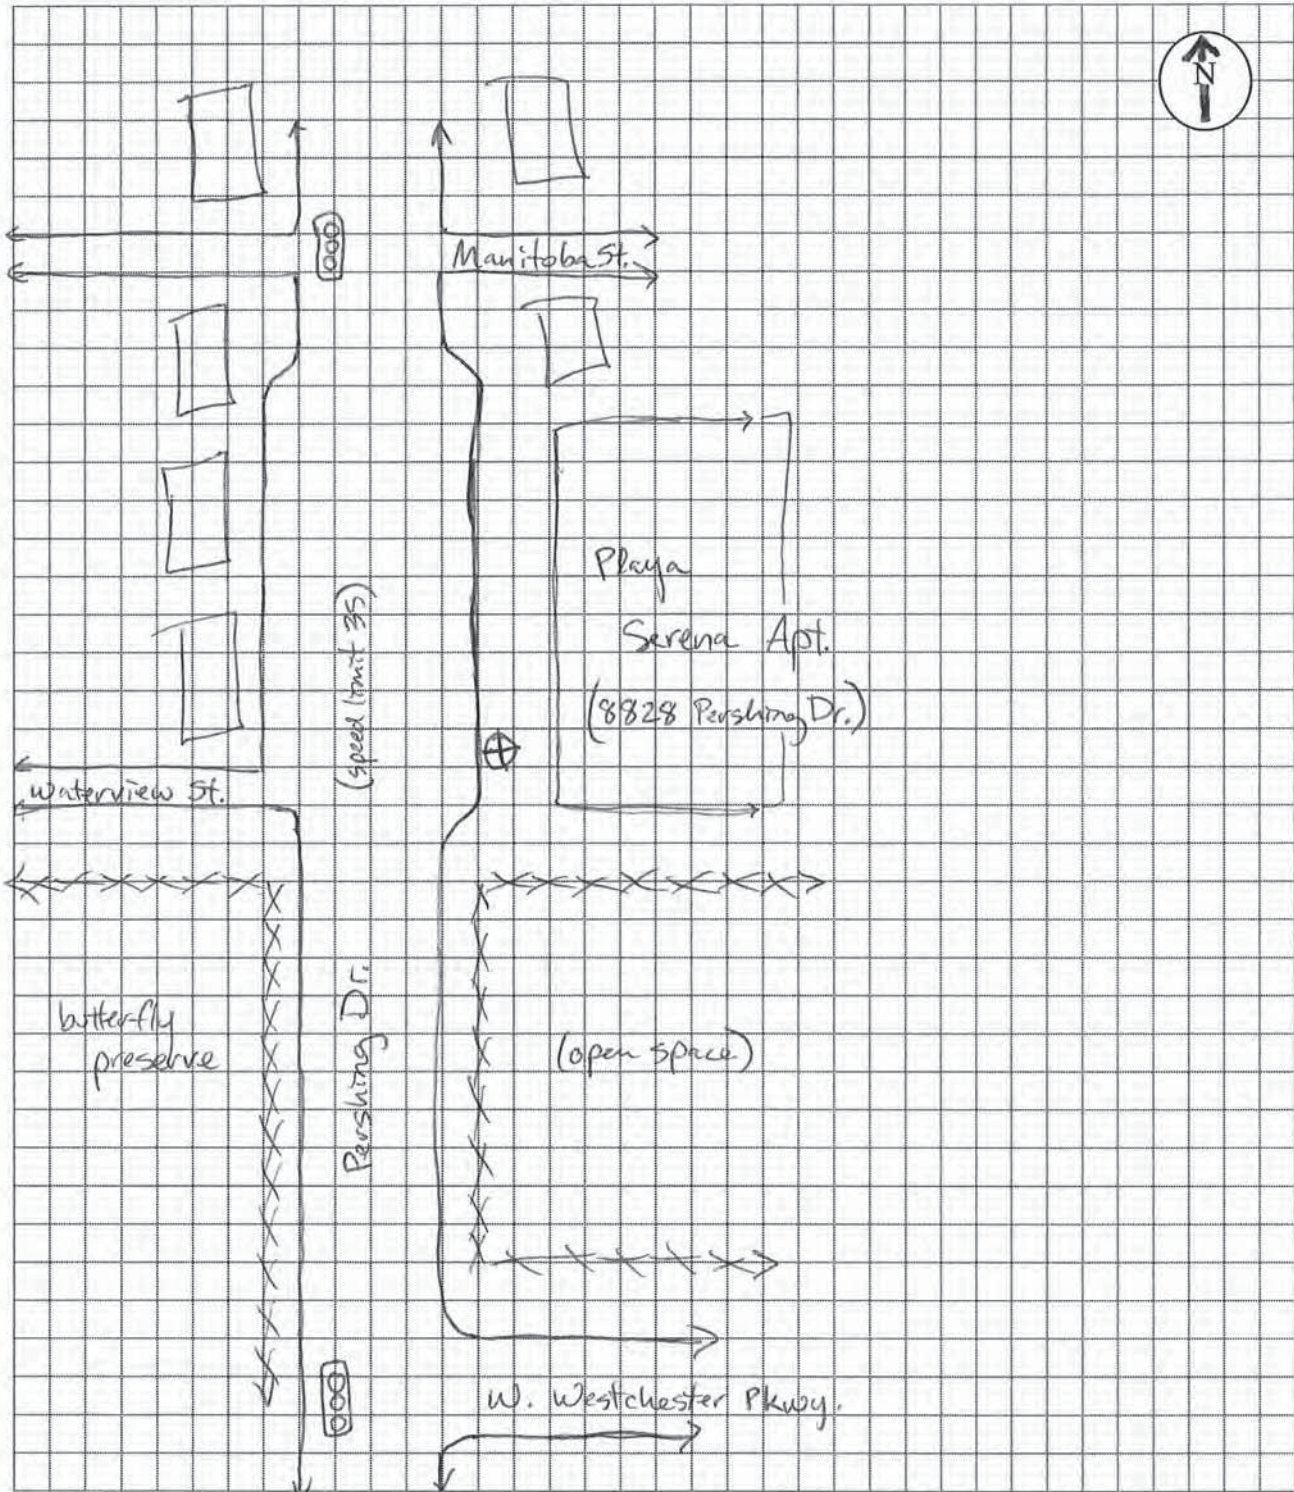 N
Manitoba St.
Playa
Serena Apt.
(8828 Pershing Dr.)
(speed limit 35)
Waterview St.
butterfly
preserve
Pershing Dr.
(open space)
W. Westchester Pkwy.